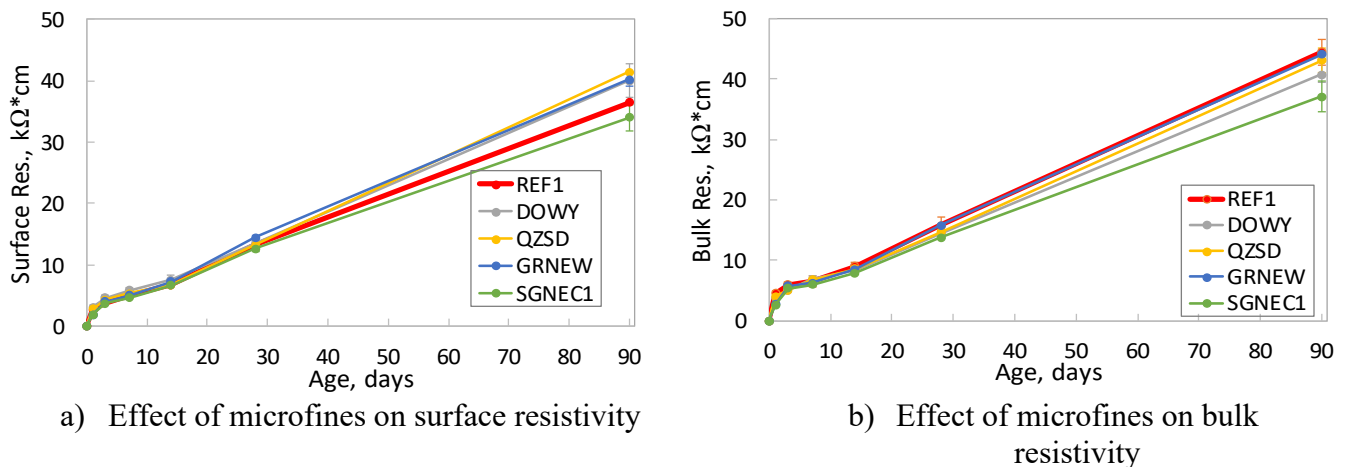 50
40
30
20
10
0
Surface Res., kΩ*cm
REF1
DOWY
QZSD
GRNEW
SGNEC1
0 10 20 30 40 50 60 70 80 90
Age, days
a) Effect of microfines on surface resistivity
50
40
30
20
10
0
Bulk Res., kΩ*cm
REF1
DOWY
QZSD
GRNEW
SGNEC1
0 10 20 30 40 50 60 70 80 90
Age, days
b) Effect of microfines on bulk
resistivity